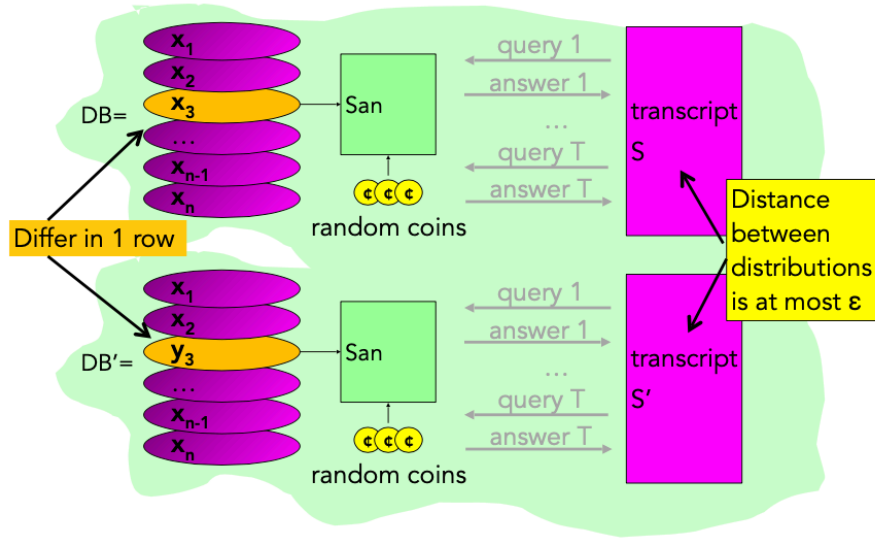 x1
x2
x3
DB=
…
xn-1
xn
San
¢ ¢ ¢
random coins
query 1
answer 1
…
query T
answer T
transcript
S
Differ in 1 row
Distance
between
distributions
is at most ε
x1
x2
y3
DB’=
…
xn-1
xn
San
¢ ¢ ¢
random coins
query 1
answer 1
…
query T
answer T
transcript
S’